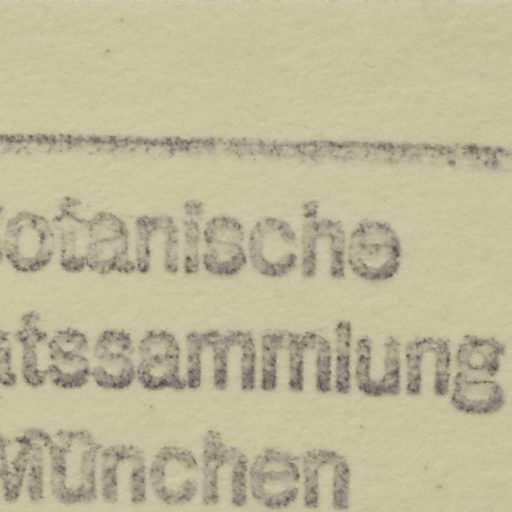 otanische
atssammlung
München